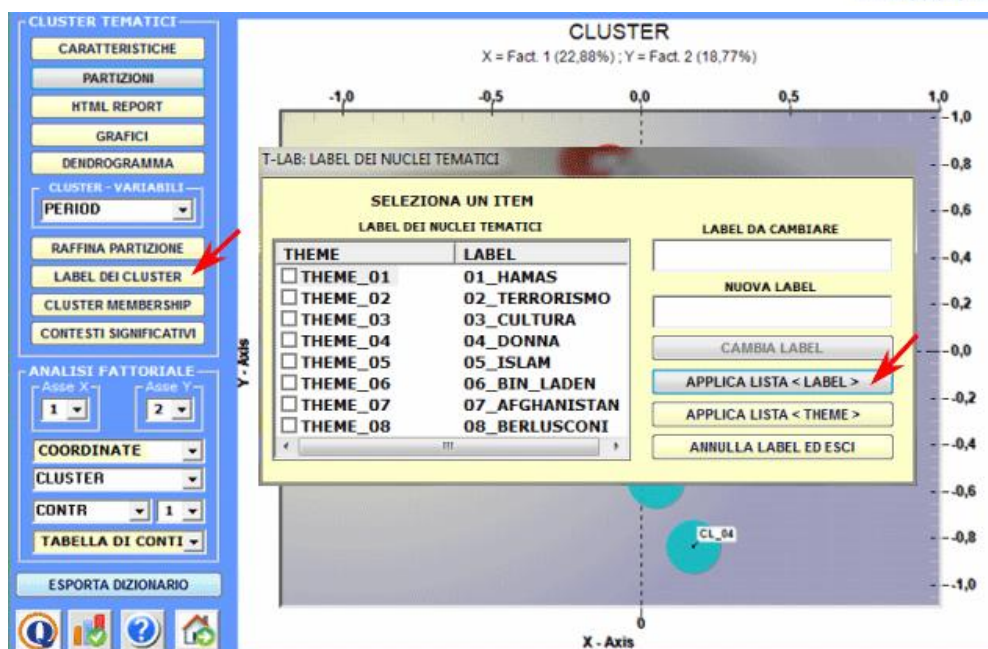 CLUSTER TEMATICI
CARATTERISTICHE
PARTIZIONI
HTML REPORT
GRAFICI
DENDROGRAMMA
CLUSTER - VARIABILI
PERIOD
RAFFINA PARTIZIONE
LABEL DEI CLUSTER
CLUSTER MEMBERSHIP
CONTESTI SIGNIFICATIVI
ANALISI FATTORIALE
Asse X Asse Y
1 2
COORDINATE
CLUSTER
CONTR 1
TABELLA DI CONTI
ESPORTA DIZIONARIO
Q ?
CLUSTER
X = Fact. 1 (22,88%) ; Y = Fact. 2 (18,77%)
-1,0 -0,5 0,0 0,5 1,0
-1,0
-0,8
-0,6
-0,4
-0,2
-0,0
-0,2
-0,4
-0,6
-0,8
-1,0
Y - Axis
T-LAB: LABEL DEI NUCLEI TEMATICI
SELEZIONA UN ITEM
LABEL DEI NUCLEI TEMATICI
THEME LABEL
THEME_01 01_HAMAS
THEME_02 02_TERRORISMO
THEME_03 03_CULTURA
THEME_04 04_DONNA
THEME_05 05_ISLAM
THEME_06 06_BIN_LADEN
THEME_07 07_AFGHANISTAN
THEME_08 08_BERLUSCONI
LABEL DA CAMBIARE
NUOVA LABEL
CAMBIA LABEL
APPLICA LISTA < LABEL >
APPLICA LISTA < THEME >
ANNULLA LABEL ED ESCI
CL_04
0
X - Axis